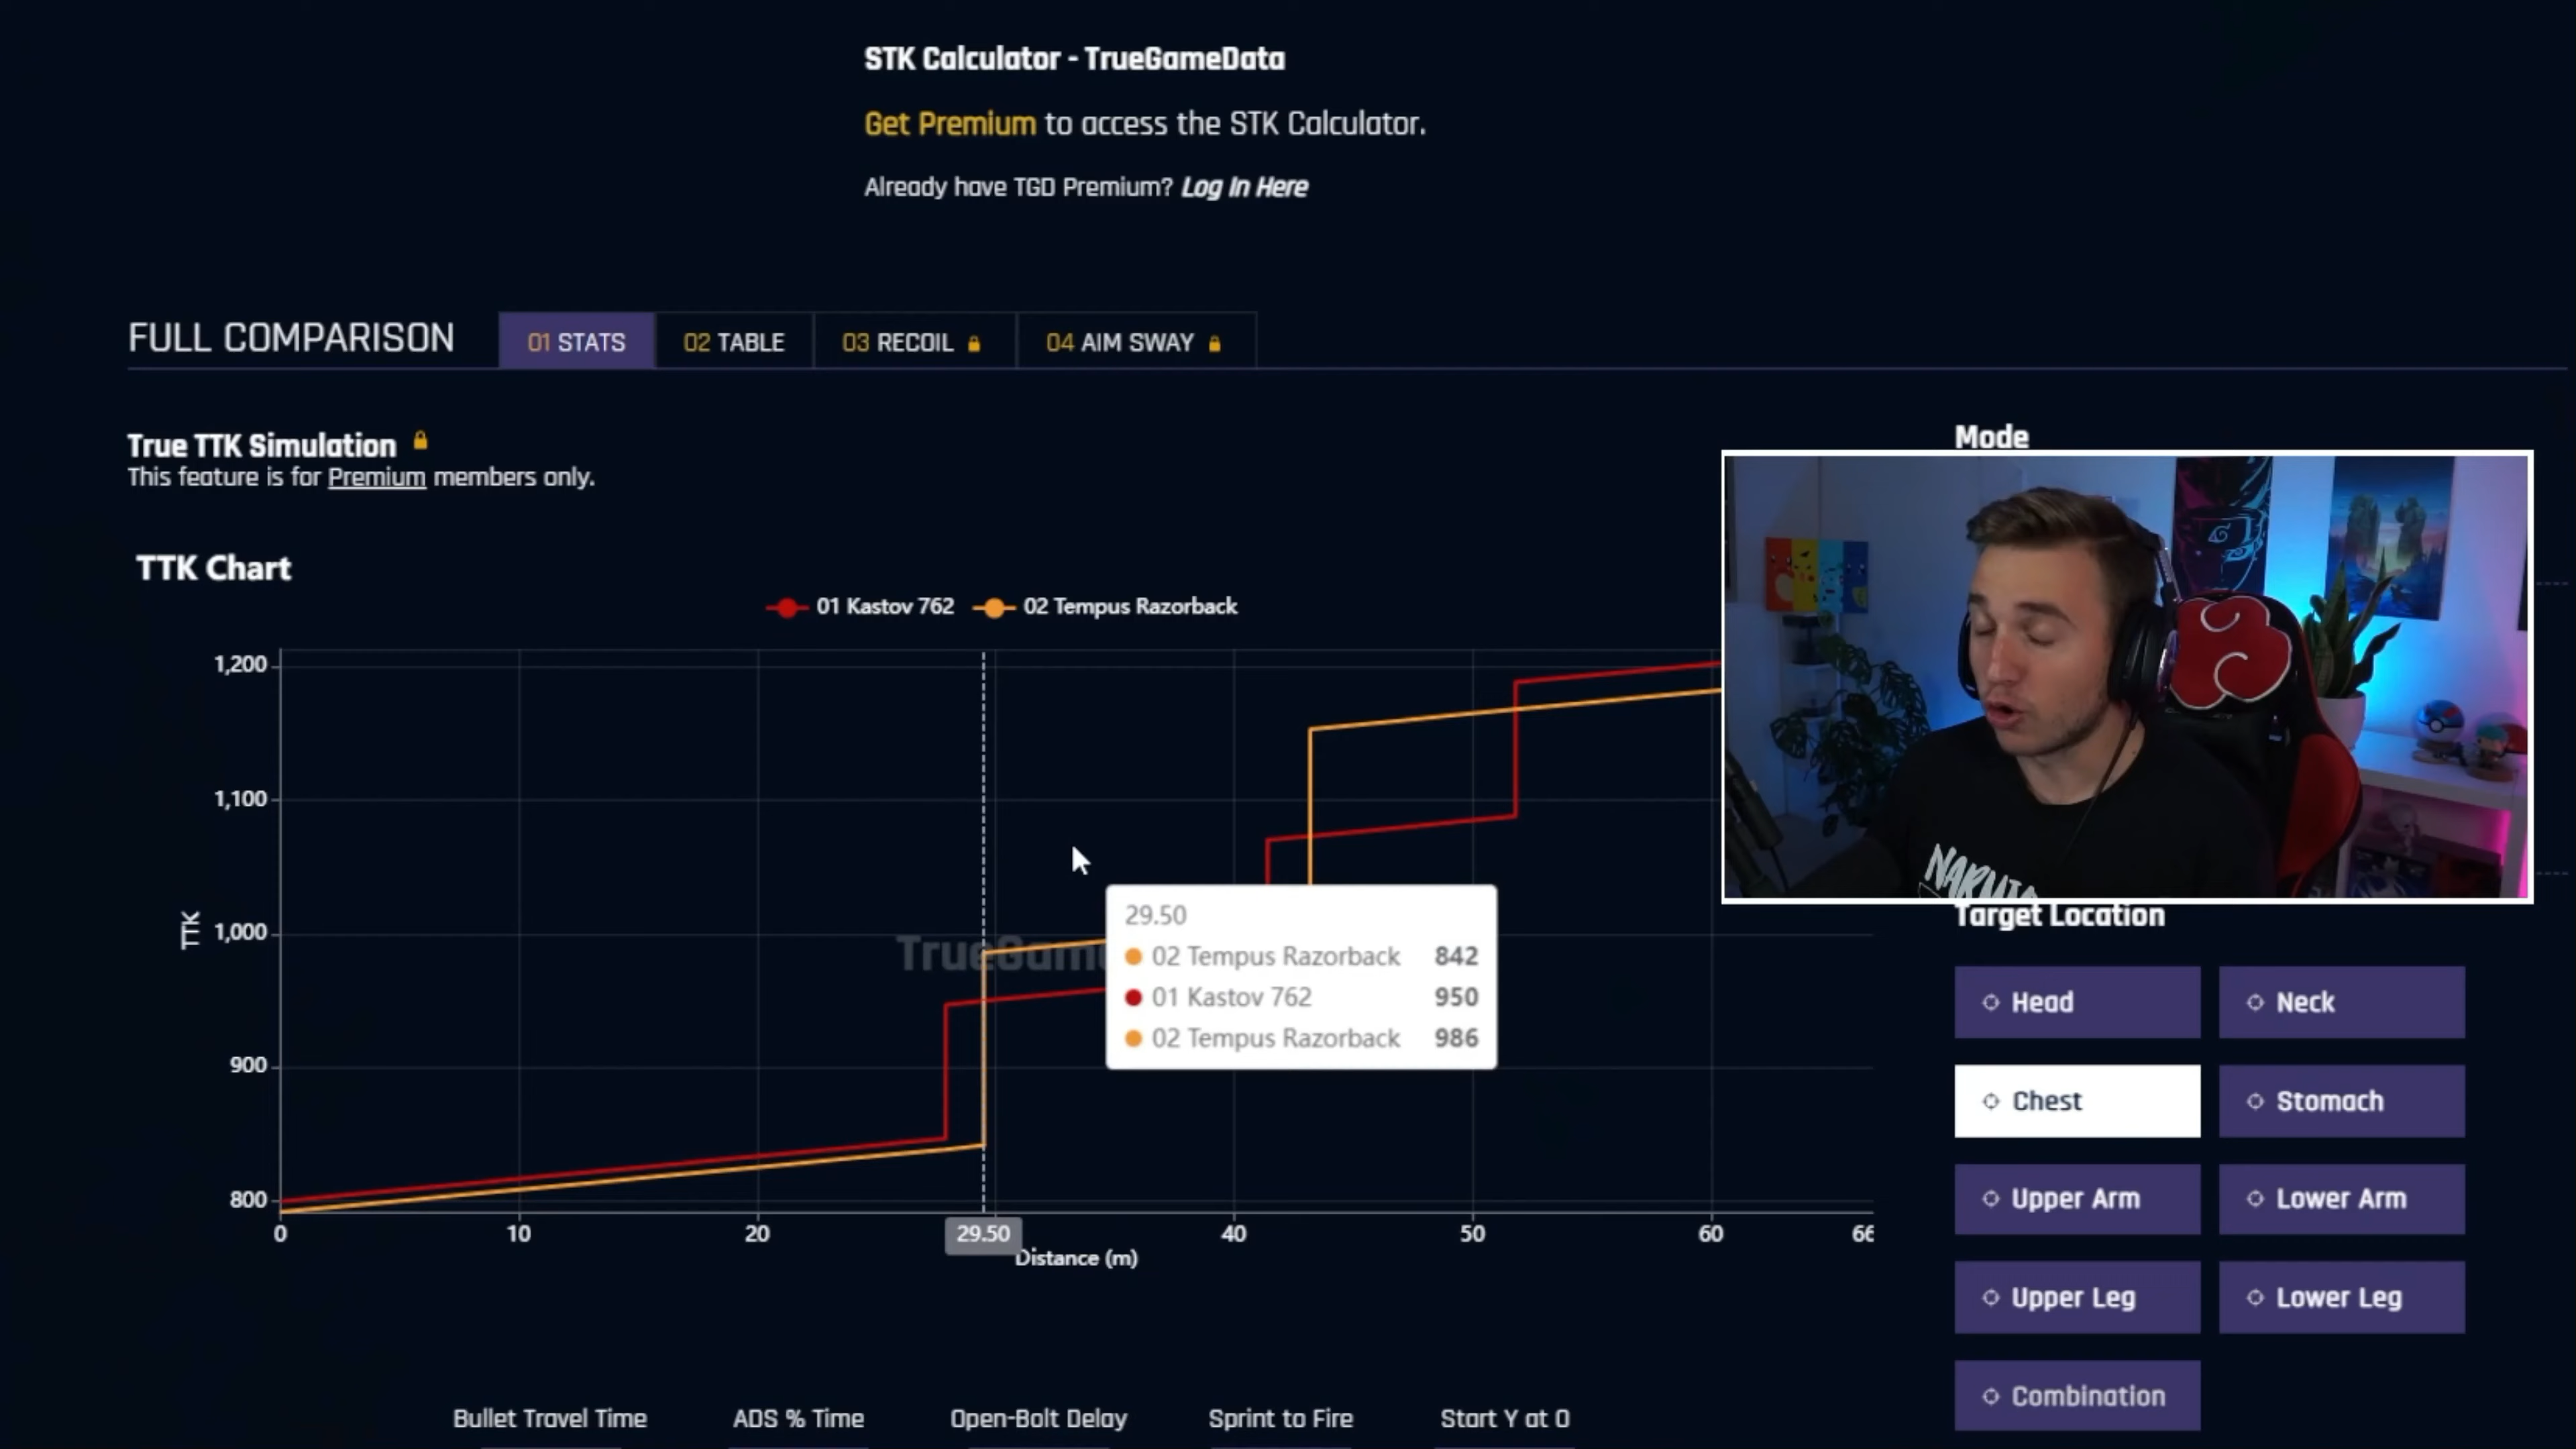 STK Calculator - TrueGameData
Get Premium to access the STK Calculator.
Already have TGD Premium? Log In Here
FULL COMPARISON
01 STATS
02 TABLE
03 RECOIL
04 AIM SWAY
True TTK Simulation
This feature is for Premium members only.
Mode
TTK Chart
01 Kastov 762
02 Tempus Razorback
1,200
1,100
1,000
900
800
TTK
TrueGam
29.50
02 Tempus Razorback 842
01 Kastov 762 950
02 Tempus Razorback 986
0
10
20
29.50
40
50
60
66
Distance (m)
Target Location
Head
Neck
Chest
Stomach
Upper Arm
Lower Arm
Upper Leg
Lower Leg
Combination
Bullet Travel Time
ADS % Time
Open-Bolt Delay
Sprint to Fire
Start Y at 0